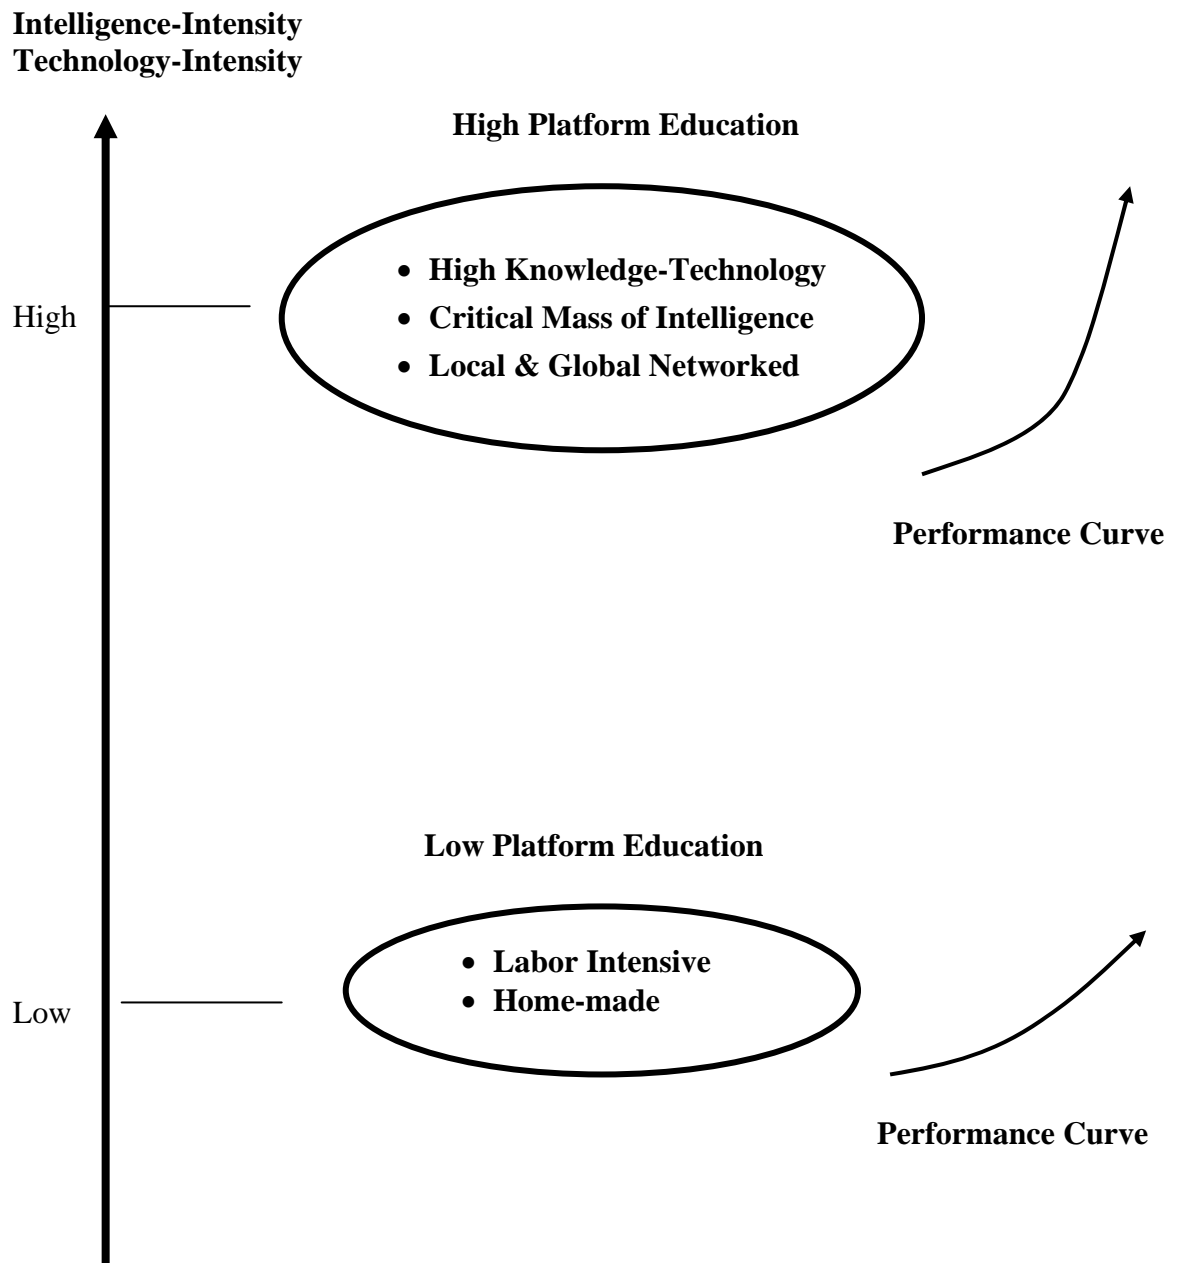 Intelligence-Intensity
Technology-Intensity
High Platform Education
• High Knowledge-Technology
High
• Critical Mass of Intelligence
• Local & Global Networked
Performance Curve
Low Platform Education
• Labor Intensive
• Home-made
Low
Performance Curve